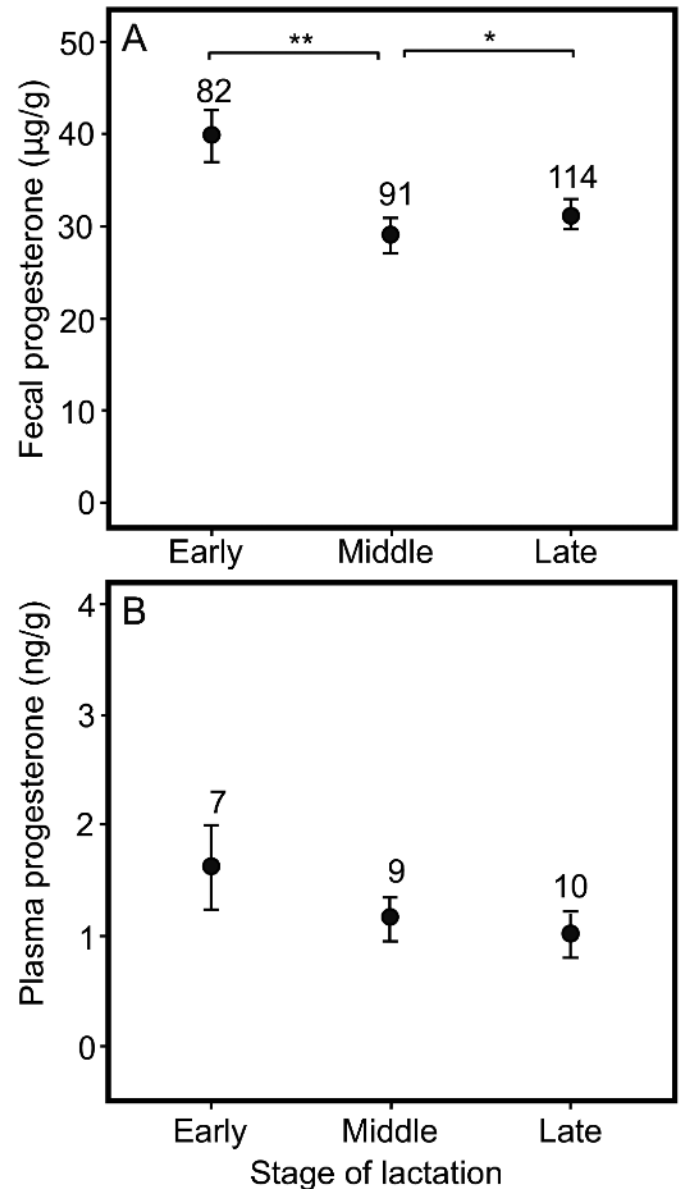 A
**
*
50
40
30
20
10
0
82
91
114
Fecal progesterone (µg/g)
Early Middle Late
B
4
3
2
1
0
7
9
10
Plasma progesterone (ng/g)
Early Middle Late
Stage of lactation